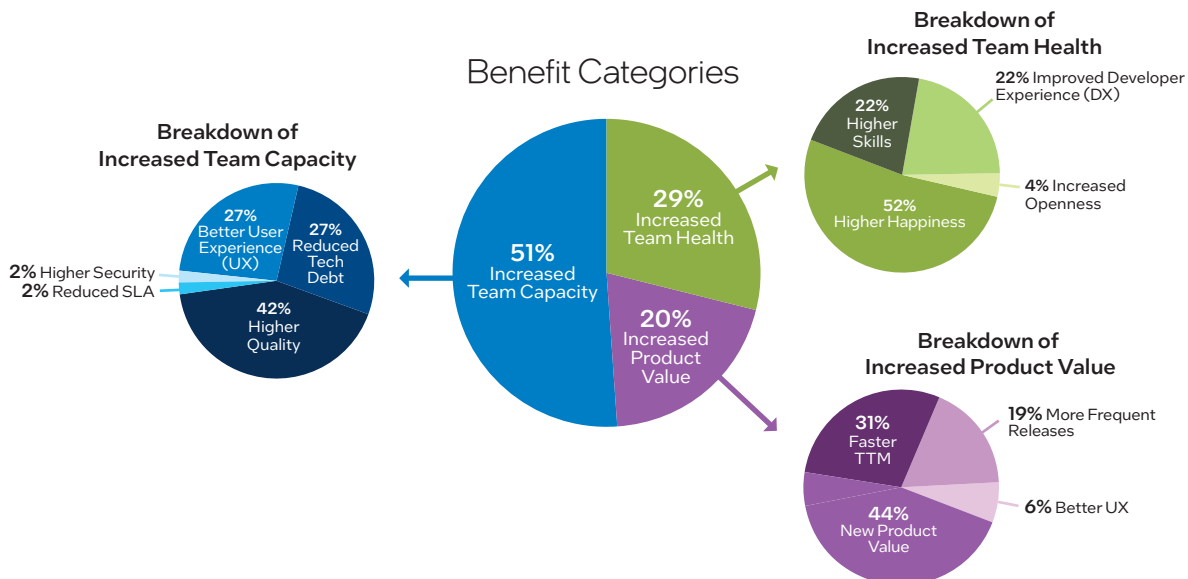 Benefit Categories
51%
Increased
Team Capacity
29%
Increased
Team Health
20%
Increased
Product
Value
Breakdown of
Increased Team Capacity
27%
Better User
Experience
(UX)
27%
Reduced
Tech
Debt
2% Higher Security
2% Reduced SLA
42%
Higher
Quality
Breakdown of
Increased Team Health
22%
Higher
Skills
22% Improved Developer
Experience (DX)
4% Increased
Openness
52%
Higher Happiness
Breakdown of
Increased Product Value
31%
Faster
TTM
19% More Frequent
Releases
6% Better UX
44%
New Product
Value